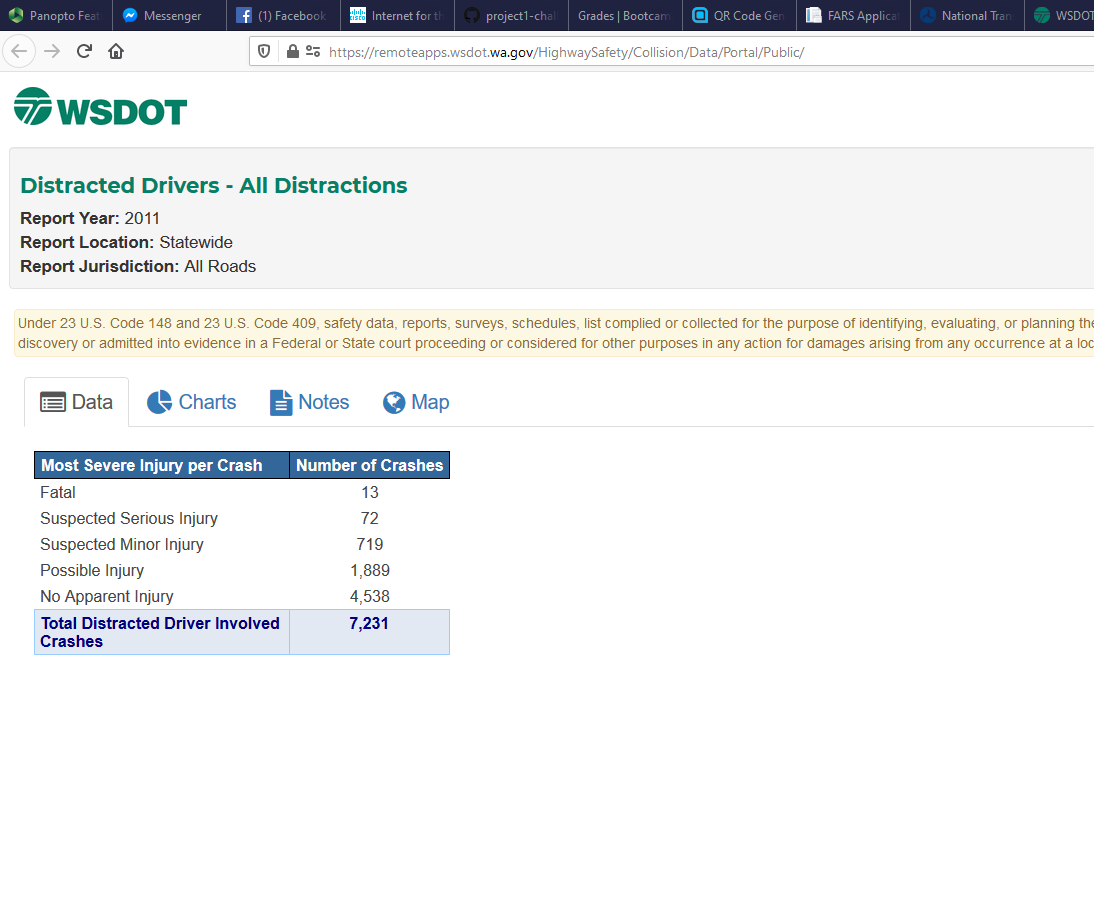 Panopto Feat
Messenger
(1) Facebook
Internet for th
project1-chal
Grades | Bootcam
QR Code Gen
FARS Applicat
National Tran
WSDOT
https://remoteapps.wsdot.wa.gov/HighwaySafety/Collision/Data/Portal/Public/
WSDOT
Distracted Drivers - All Distractions
Report Year: 2011
Report Location: Statewide
Report Jurisdiction: All Roads
Under 23 U.S. Code 148 and 23 U.S. Code 409, safety data, reports, surveys, schedules, list complied or collected for the purpose of identifying, evaluating, or planning the
discovery or admitted into evidence in a Federal or State court proceeding or considered for other purposes in any action for damages arising from any occurrence at a loc
Data Charts Notes Map
Most Severe Injury per Crash Number of Crashes
Fatal 13
Suspected Serious Injury 72
Suspected Minor Injury 719
Possible Injury 1,889
No Apparent Injury 4,538
Total Distracted Driver Involved 7,231
Crashes